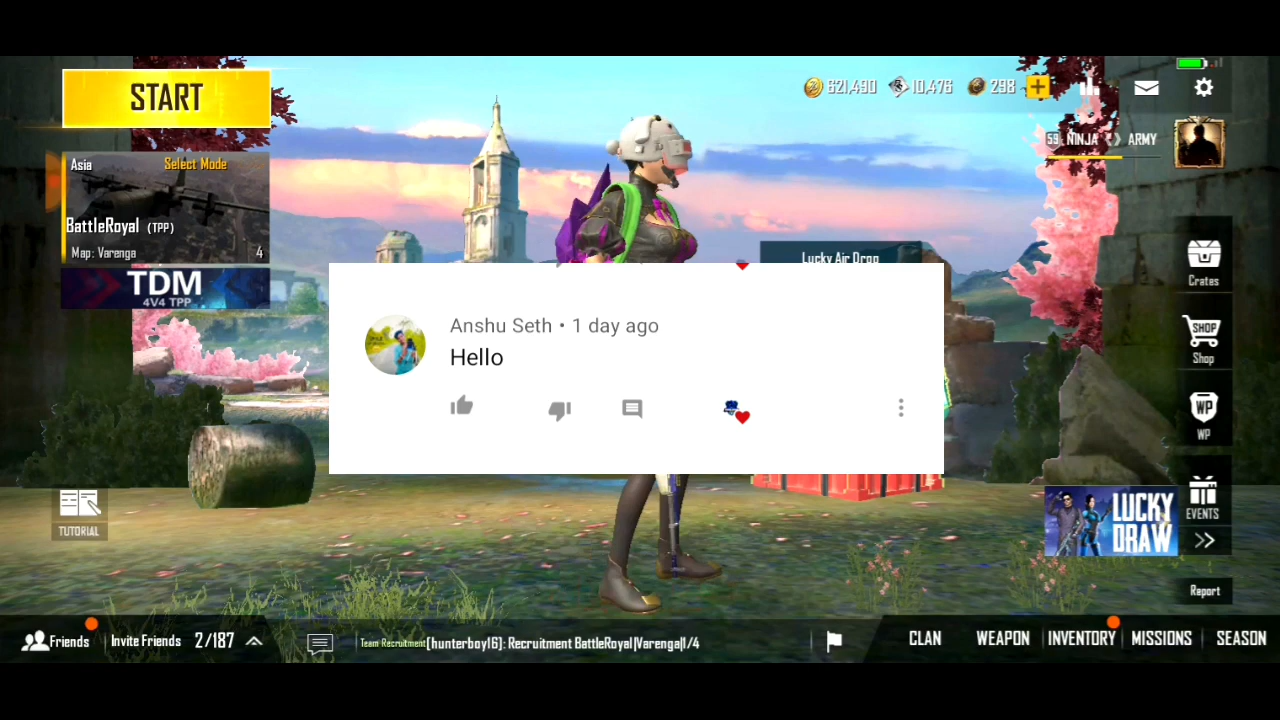 START
621,490
10,476
298
59 NINJA
ARMY
Asia
Select Mode
BattleRoyal (TPP)
Map: Varenga
4
TDM
4V4 TPP
Lucky Air Drop
Crates
SHOP
Shop
WP
WP
Anshu Seth • 1 day ago
Hello
TUTORIAL
LUCKY
DRAW
EVENTS
Report
Friends
Invite Friends
2/187
Team Recruitment[hunterboy16]: Recruitment BattleRoyal|Varenga|1/4
CLAN
WEAPON
INVENTORY
MISSIONS
SEASON